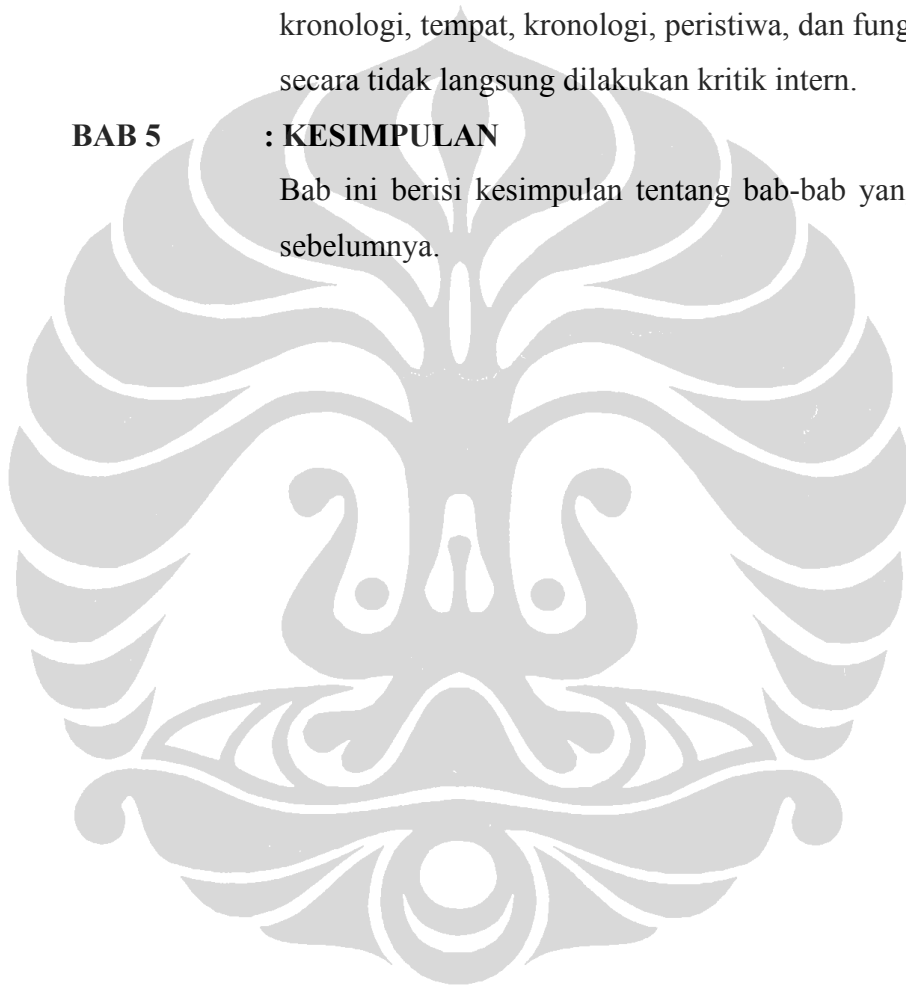 kronologi, tempat, kronologi, peristiwa, dan fung
secara tidak langsung dilakukan kritik intern.
BAB 5 : KESIMPULAN
Bab ini berisi kesimpulan tentang bab-bab yan
sebelumnya.